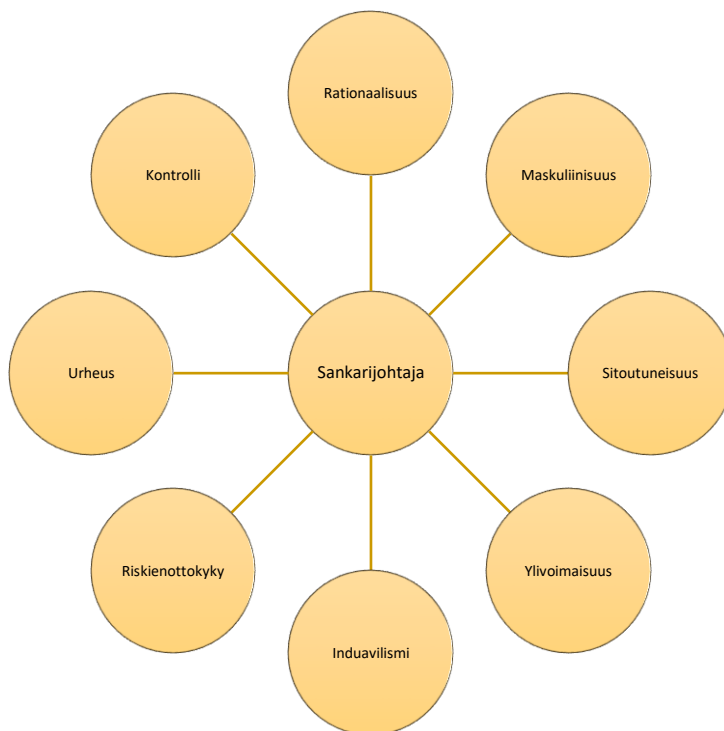 Rationaalisuus
Kontrolli
Maskuliinisuus
Urheus
Sankarijohtaja
Sitoutuneisuus
Riskienottokyky
Ylivoimaisuus
Induavilismi